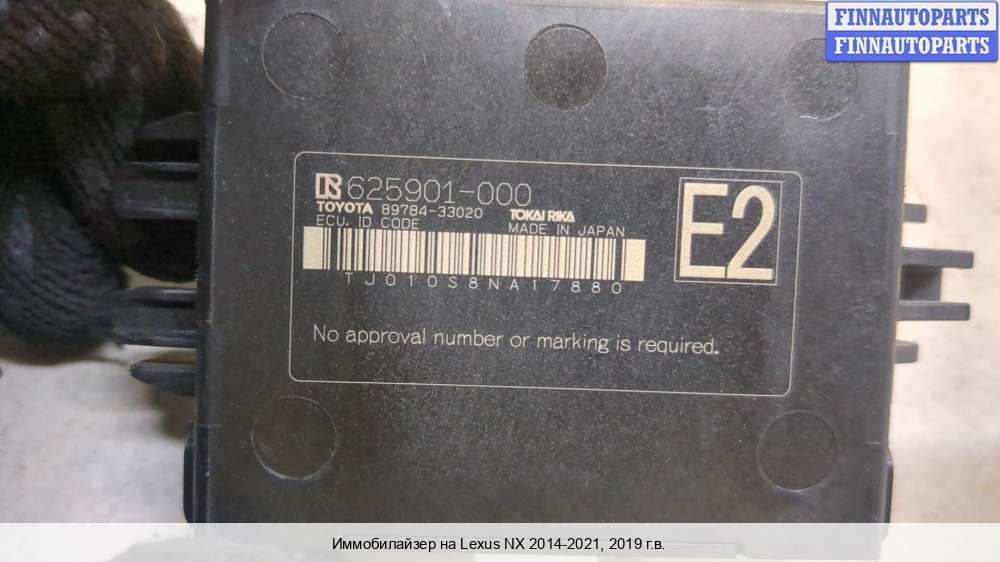 FINNAUTOPARTS
FINNAUTOPARTS
625901-000
TOYOTA 89784-33020 TOKAI RIKA
ECU. ID CODE MADE IN JAPAN
TJ010S8NA17880
E2
No approval number or marking is required.
Иммобилайзер на Lexus NX 2014-2021, 2019 г.в.